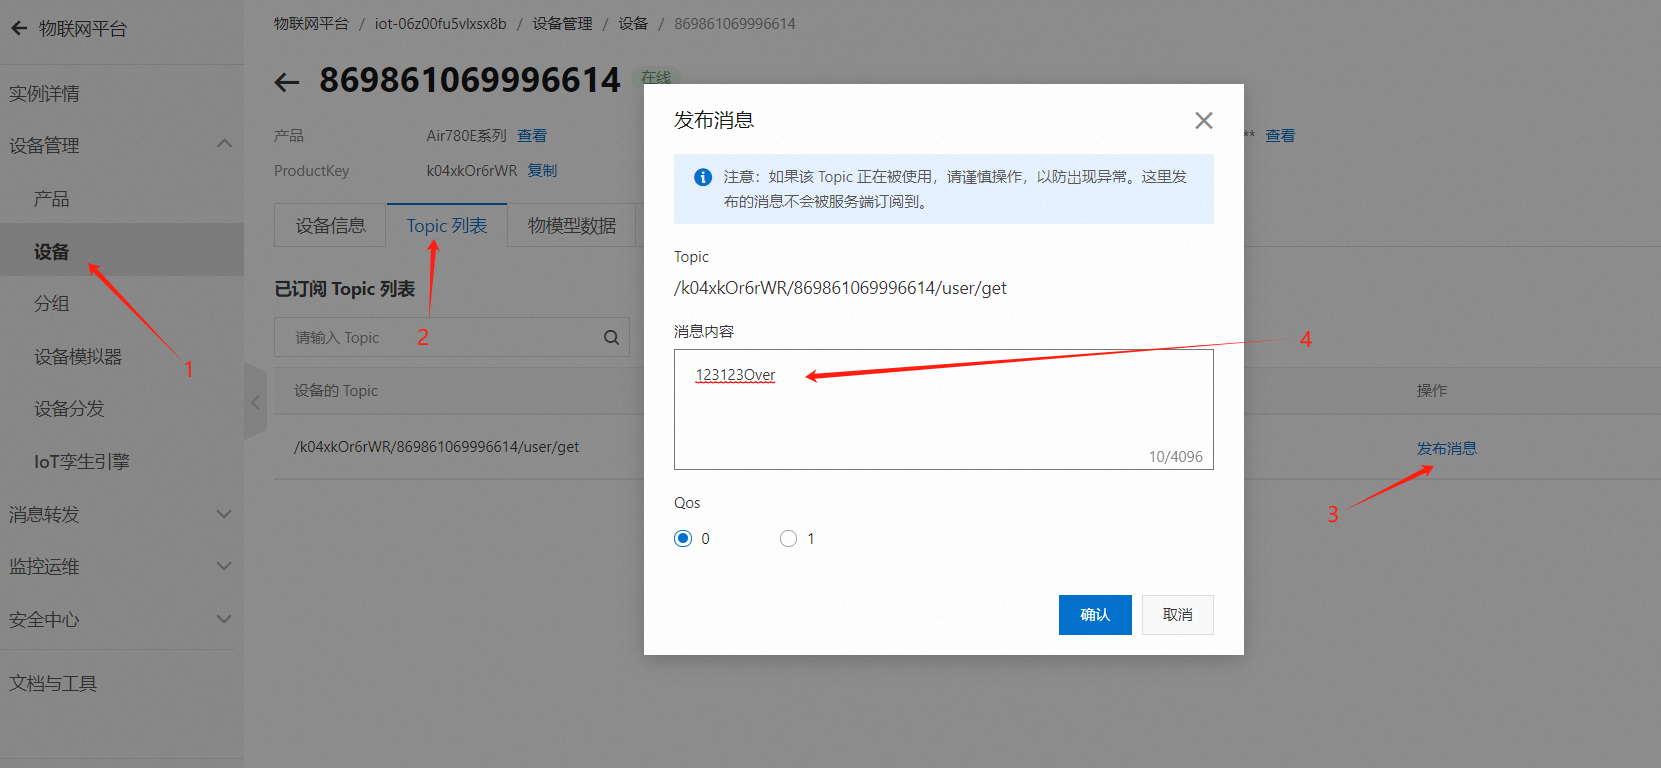 物联网平台
实例详情
设备管理
产品
设备
分组
设备模拟器
设备分发
IoT孪生引擎
消息转发
监控运维
安全中心
文档与工具
1
物联网平台 / iot-06z00fu5vlxsx8b / 设备管理 / 设备 / 869861069996614
869861069996614 在线
产品 Air780E系列 查看
** 查看
ProductKey k04xkOr6rWR 复制
设备信息 Topic 列表 物模型数据
已订阅 Topic 列表
请输入 Topic
2
设备的 Topic 操作
/k04xkOr6rWR/869861069996614/user/get 发布消息
3
发布消息
注意：如果该 Topic 正在被使用，请谨慎操作，以防出现异常。这里发
布的消息不会被服务端订阅到。
Topic
/k04xkOr6rWR/869861069996614/user/get
消息内容
123123Over
4
10/4096
Qos
0 1
确认 取消